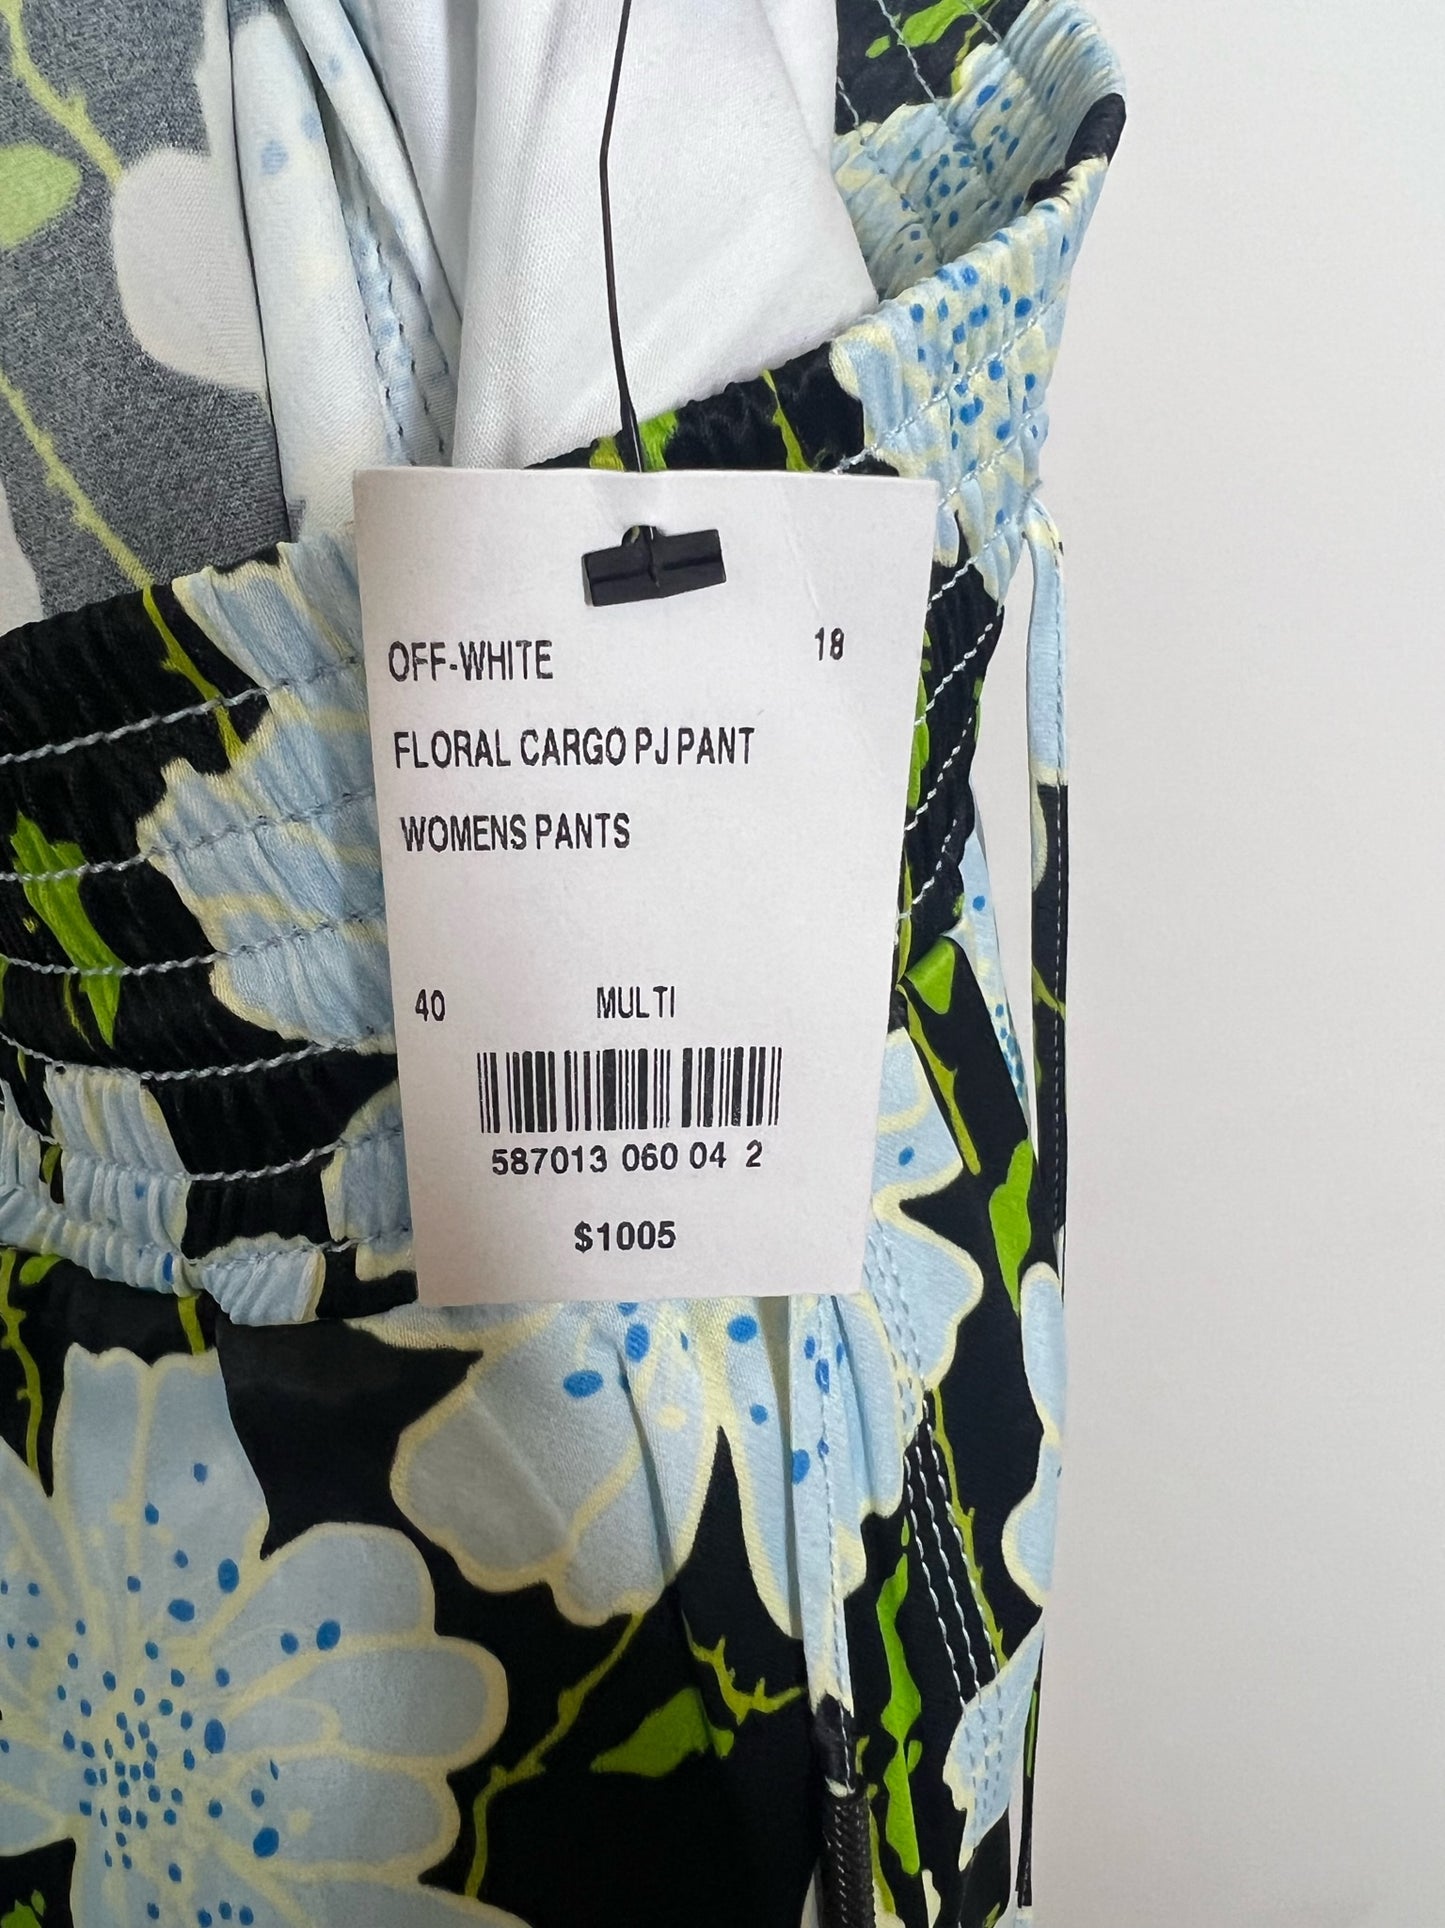 OFF-WHITE 18
FLORAL CARGO PJ PANT
WOMENS PANTS
40 MULTI
587013 060 04 2
$1005